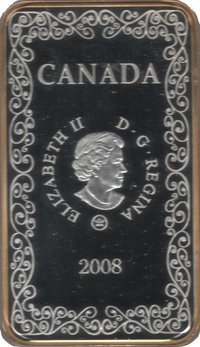 CANADA
ELIZABETH II D·G·REGINA
2008